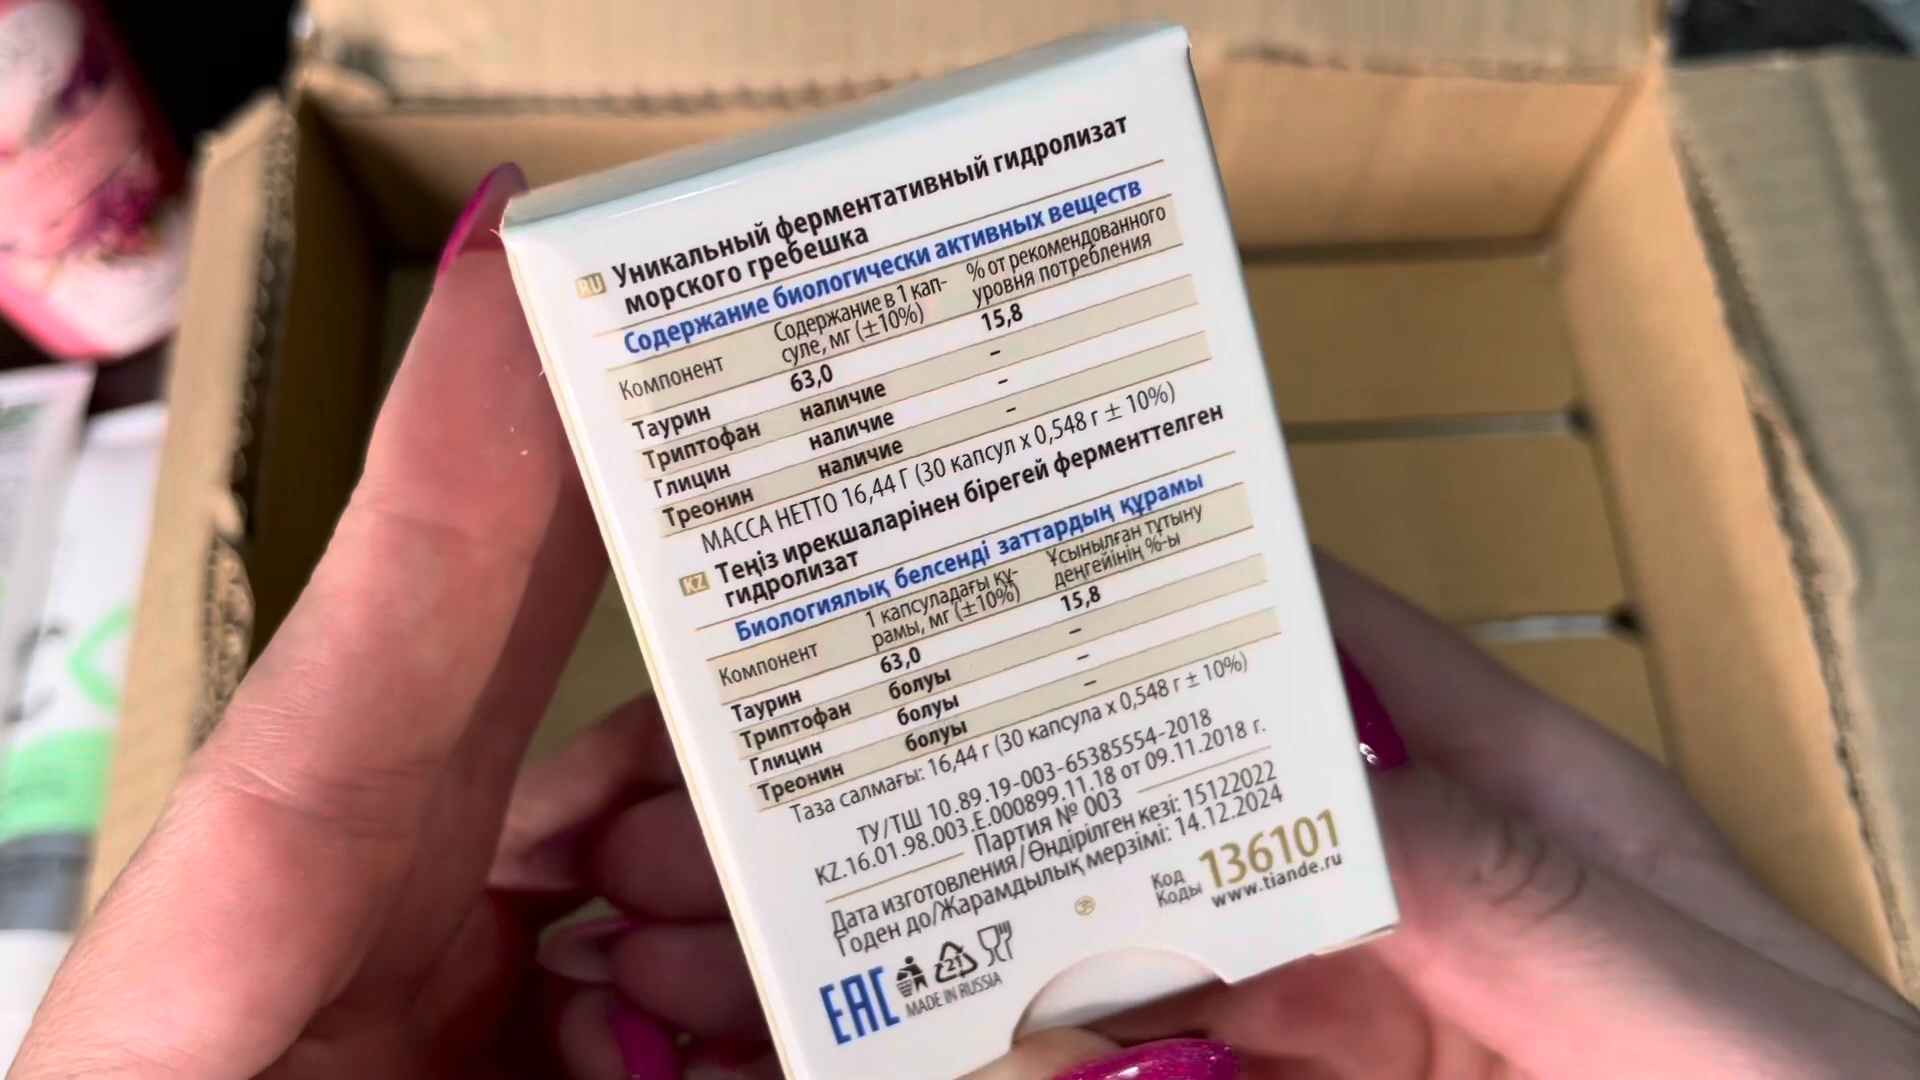 RU Уникальный ферментативный гидролизат
морского гребешка
Содержание биологически активных веществ
Компонент Содержание в 1 кап- % от рекомендованного
суле, мг (±10%) уровня потребления
Таурин 63,0 15,8
Триптофан наличие –
Глицин наличие –
Треонин наличие –
МАССА НЕТТО 16,44 Г (30 капсул х 0,548 г ± 10%)
KZ Теңіз ирекшаларінен бірегей ферменттелген
гидролизат
Биологиялық белсенді заттардың құрамы
Компонент 1 капсуладағы құ- Ұсынылған тұтыну
рамы, мг (±10%) деңгейінің %-ы
Таурин 63,0 15,8
Триптофан болуы –
Глицин болуы –
Треонин болуы –
Таза салмағы: 16,44 г (30 капсула х 0,548 г ± 10%)
ТУ/ТШ 10.89.19-003-65385554-2018
KZ.16.01.98.003.Е.000899.11.18 от 09.11.2018 г.
Партия № 003
Дата изготовления/Өндірілген кезі: 15122022
Годен до/Жарамдылық мерзімі: 14.12.2024
Код
Коды 136101
www.tiande.ru
EAC
21
MADE IN RUSSIA